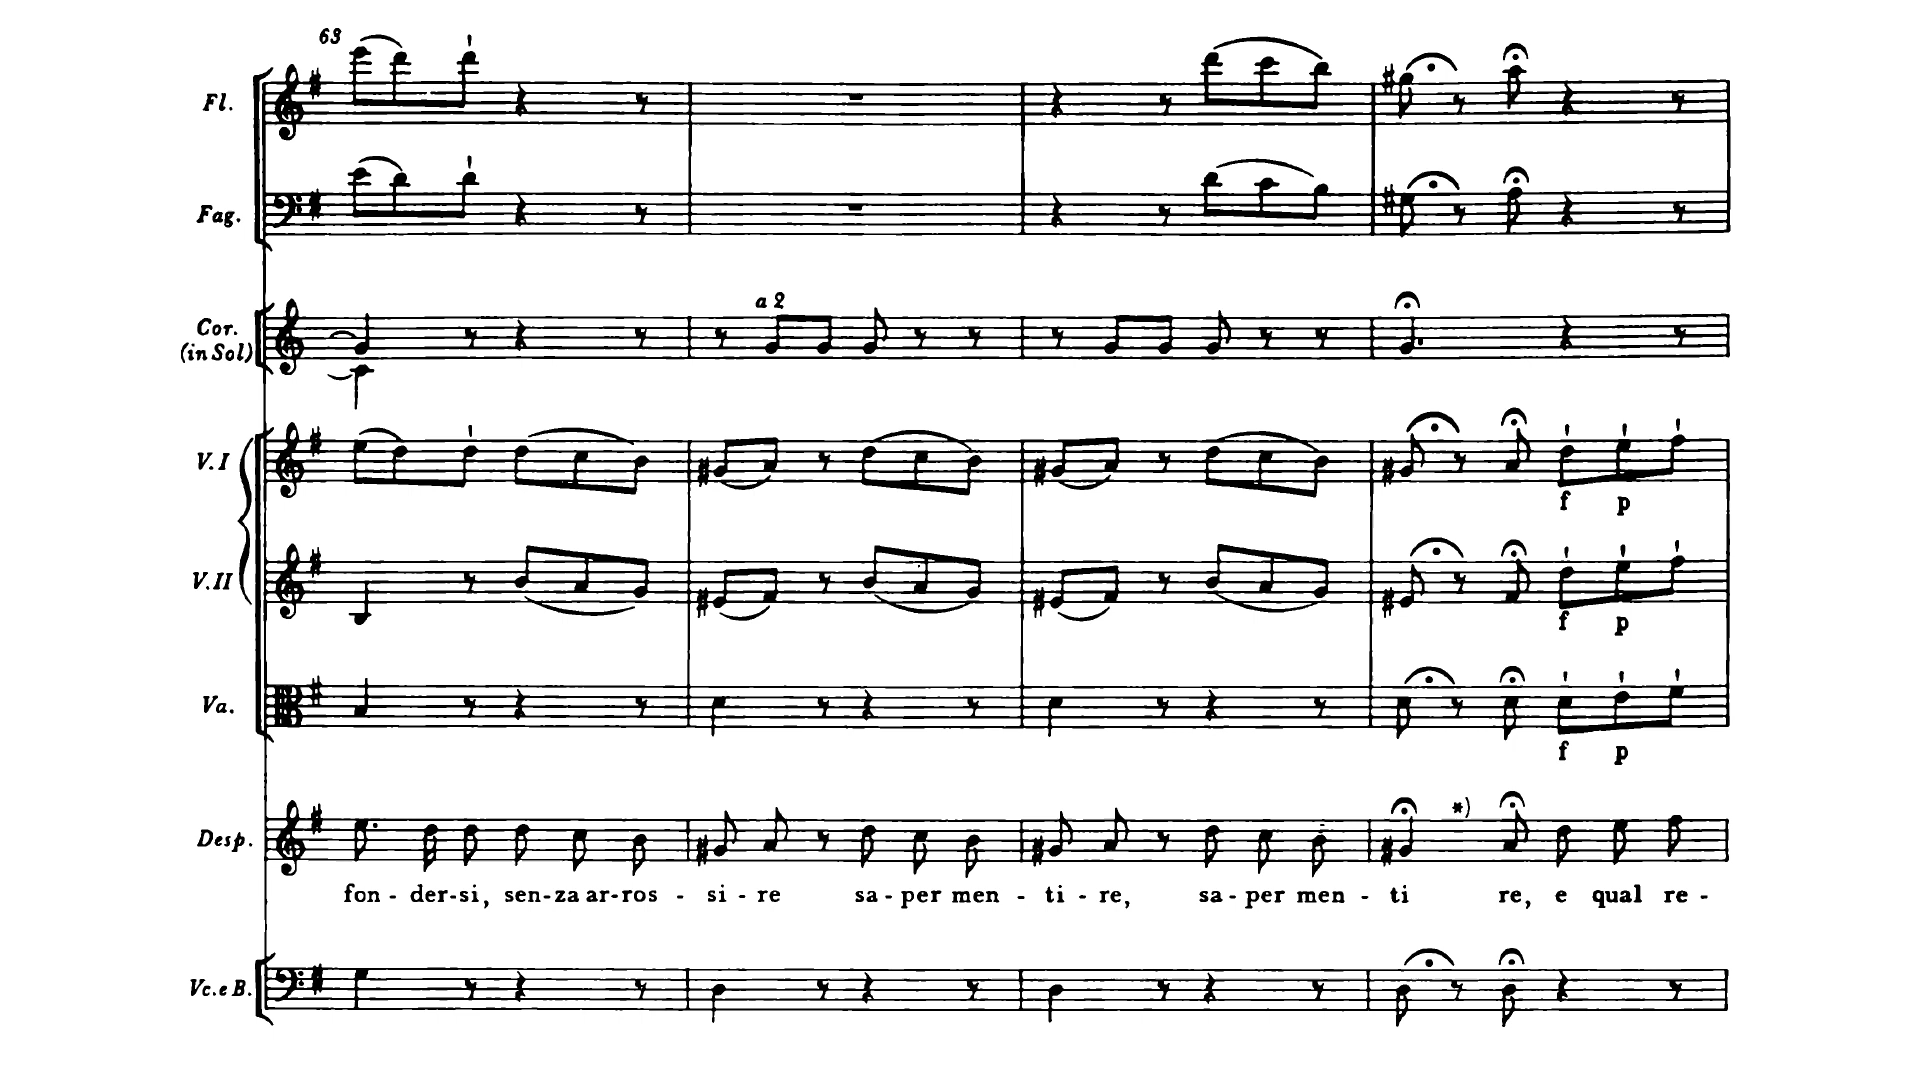 63
Fl.
Fag.
a 2
Cor.
(in Sol)
V. I
f p
V. II
f p
Va.
f p
*)
Desp.
fon - der-si, sen-za ar-ros - si - re sa - per men - ti - re, sa - per men - ti re, e qual re -
Vc. e B.